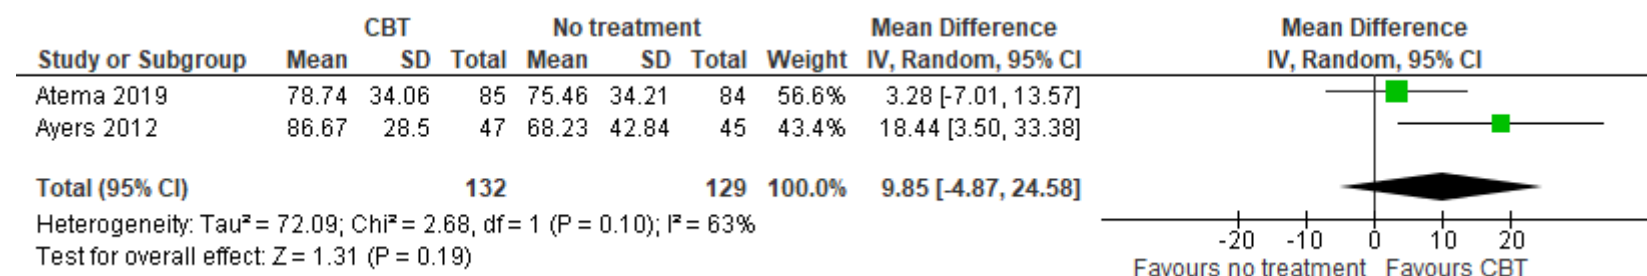 CBT No treatment Mean Difference Mean Difference
Study or Subgroup Mean SD Total Mean SD Total Weight IV, Random, 95% CI IV, Random, 95% CI
Atema 2019 78.74 34.06 85 75.46 34.21 84 56.6% 3.28 [-7.01, 13.57]
Ayers 2012 86.67 28.5 47 68.23 42.84 45 43.4% 18.44 [3.50, 33.38]
Total (95% CI) 132 129 100.0% 9.85 [-4.87, 24.58]
Heterogeneity: Tau² = 72.09; Chi² = 2.68, df = 1 (P = 0.10); I² = 63%
Test for overall effect: Z = 1.31 (P = 0.19)
-20 -10 0 10 20
Favours no treatment Favours CBT